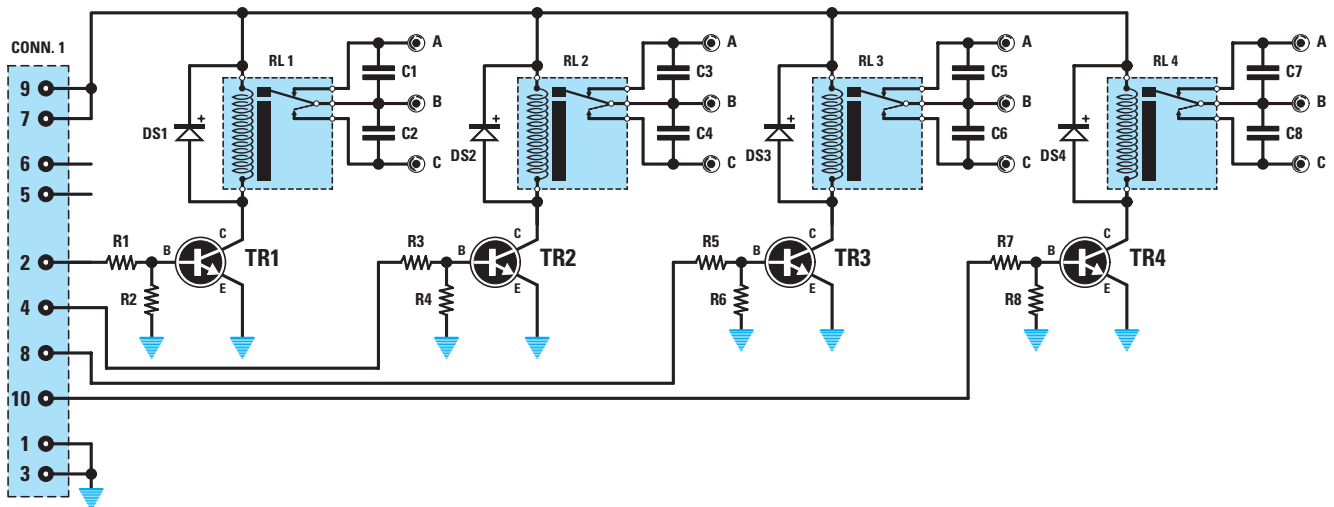 CONN. 1
9
7
6
5
2
4
8
10
1
3
RL 1
DS1
+
C1
C2
A
B
C
R1
R2
B
C
E
TR1
RL 2
DS2
+
C3
C4
A
B
C
R3
R4
B
C
E
TR2
RL 3
DS3
+
C5
C6
A
B
C
R5
R6
B
C
E
TR3
RL 4
DS4
+
C7
C8
A
B
C
R7
R8
B
C
E
TR4